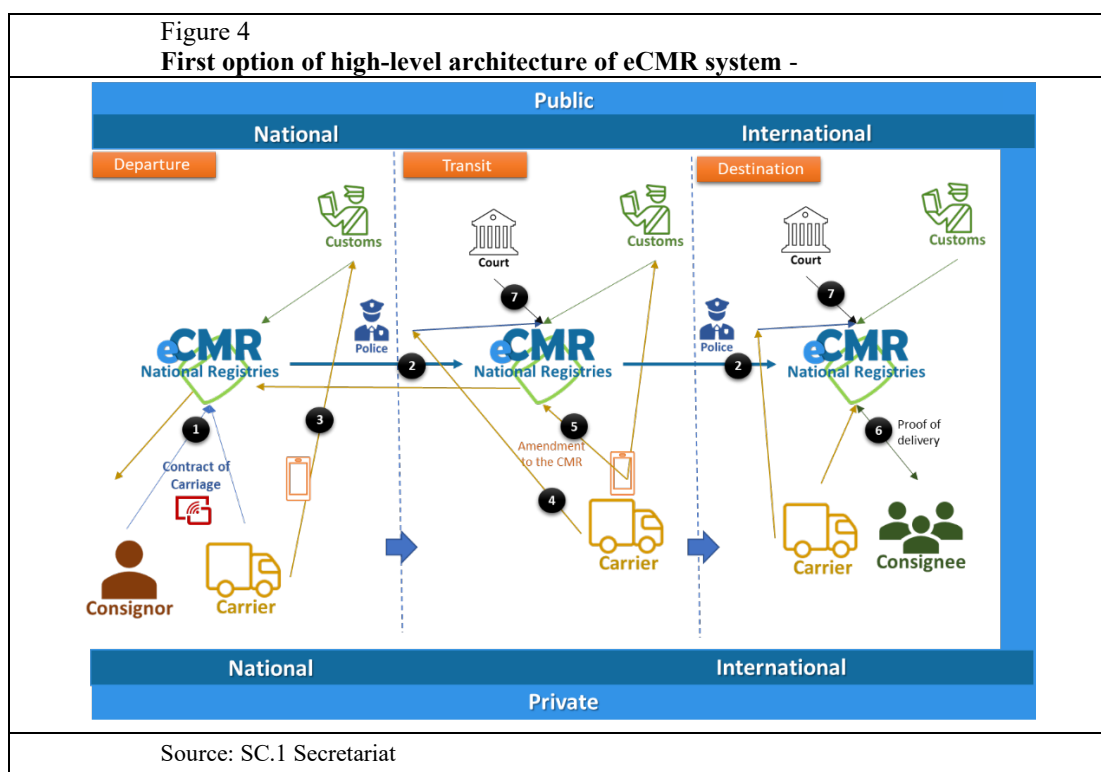 Figure 4
First option of high-level architecture of eCMR system -
Public
National International
Departure Transit Destination
Customs Court Customs Court Customs
7 7
Police Police
eCMR
National Registries
eCMR
National Registries
eCMR
National Registries
2 2
1 3 5 6 Proof of
delivery
Contract of
Carriage
Amendment
to the CMR
4
Consignor Carrier Carrier Carrier Consignee
National International
Private
Source: SC.1 Secretariat